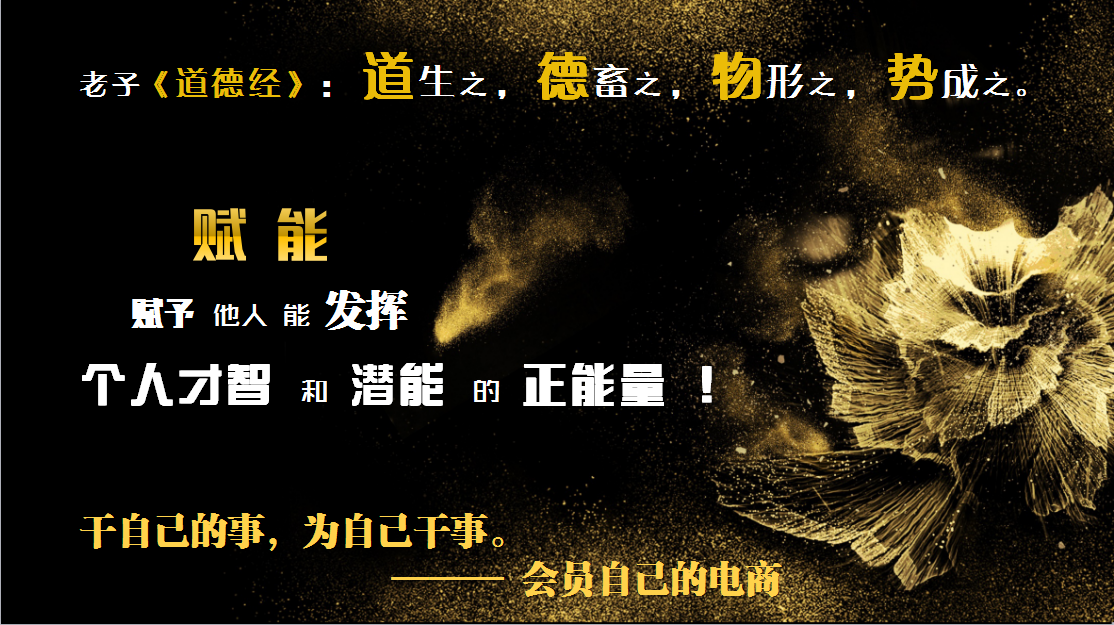 老子《道德经》：道生之，德畜之，物形之，势成之。
赋 能
赋予 他人 能 发挥
个人才智 和 潜能 的 正能量 ！
干自己的事，为自己干事。
——— 会员自己的电商